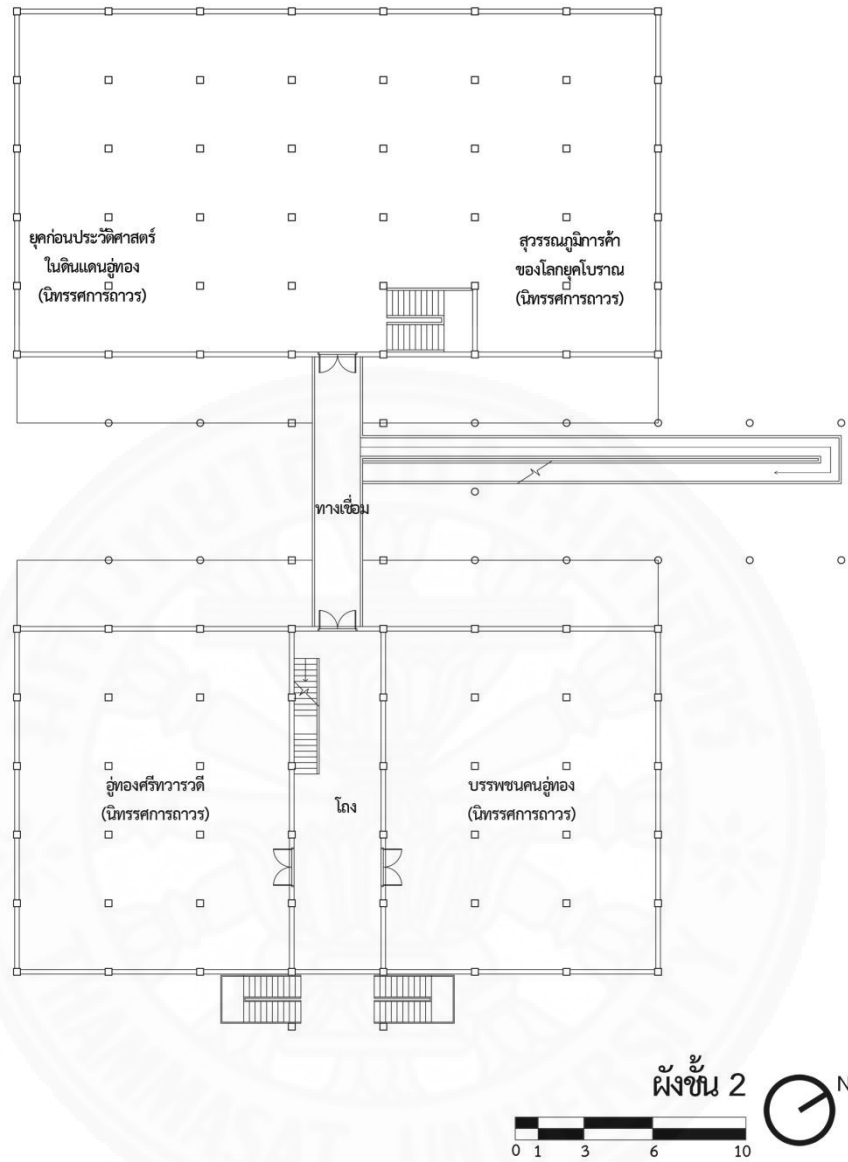 ยุคก่อนประวัติศาสตร์
ในดินแดนอู่ทอง
(นิทรรศการถาวร)
สุวรรณภูมิการค้า
ของโลกยุคโบราณ
(นิทรรศการถาวร)
ทางเชื่อม
อู่ทองศรีทวารวดี
(นิทรรศการถาวร)
โถง
บรรพชนคนอู่ทอง
(นิทรรศการถาวร)
ผังชั้น 2
N
0 1 3 6 10
THAMMASAT UNIVERSITY